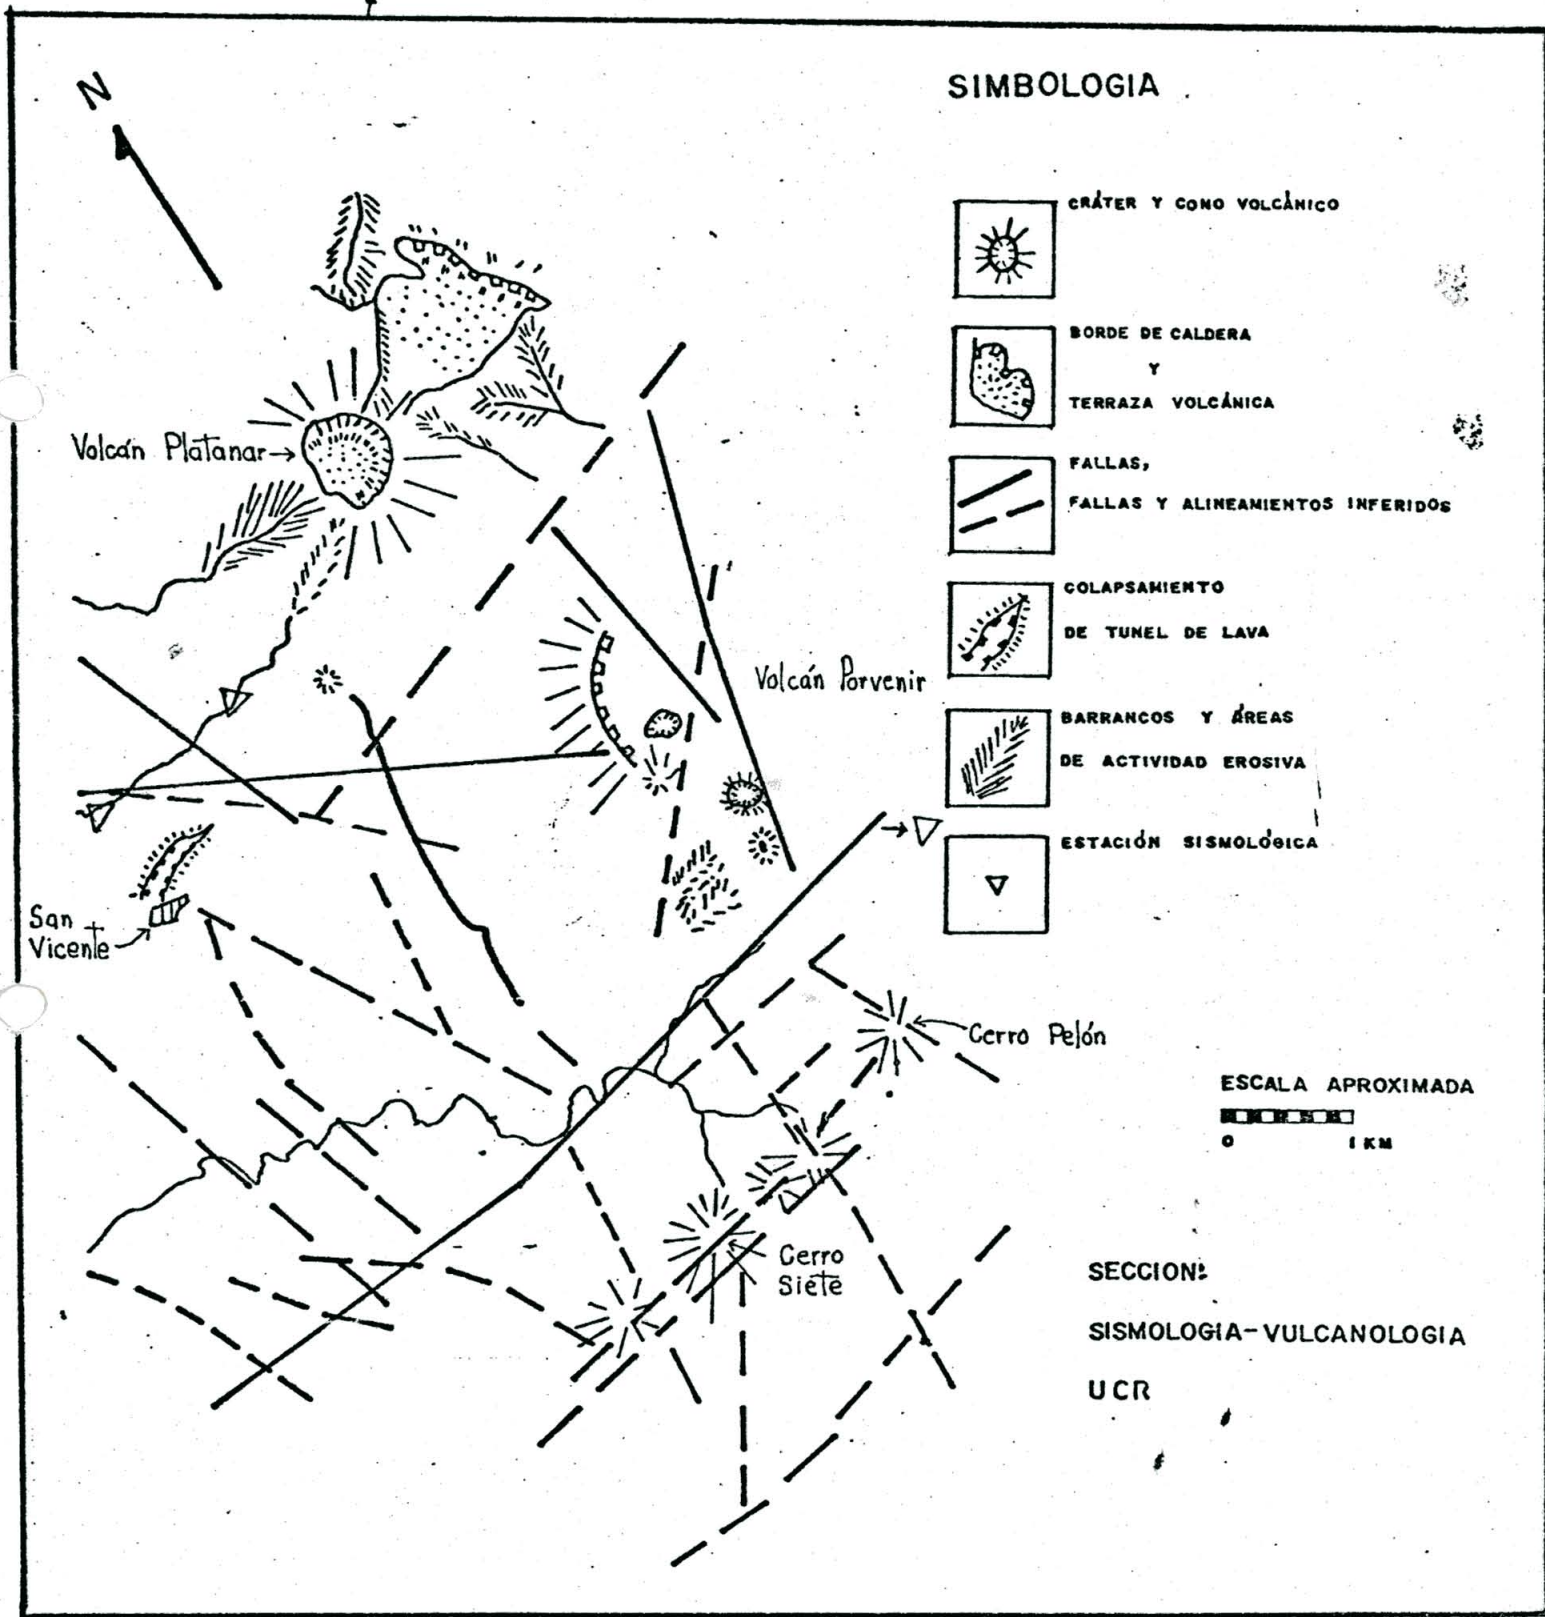 N
SIMBOLOGIA
CRÁTER Y CONO VOLCÁNICO
BORDE DE CALDERA
Y
TERRAZA VOLCÁNICA
FALLAS,
FALLAS Y ALINEAMIENTOS INFERIDOS
COLAPSAMIENTO
DE TUNEL DE LAVA
BARRANCOS Y ÁREAS
DE ACTIVIDAD EROSIVA
ESTACIÓN SISMOLÓGICA
Volcán Platanar
Volcán Porvenir
San
Vicente
Cerro Pelón
Cerro
Siete
ESCALA APROXIMADA
0 1 KM
SECCION:
SISMOLOGIA-VULCANOLOGIA
UCR